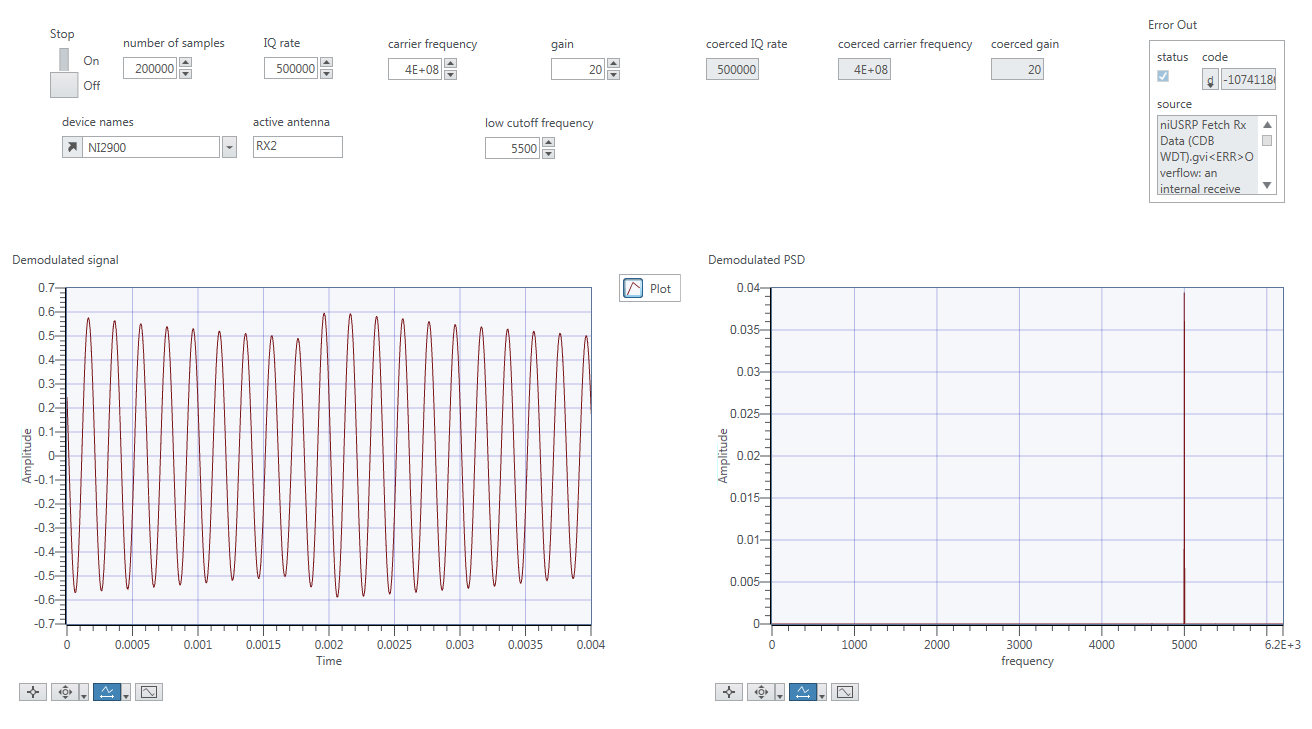 Stop
On
Off
number of samples
200000
IQ rate
500000
carrier frequency
4E+08
gain
20
coerced IQ rate
500000
coerced carrier frequency
4E+08
coerced gain
20
Error Out
status
code
d
-10741180
source
niUSRP Fetch Rx
Data (CDB
WDT).gvi<ERR>O
verflow: an
internal receive
device names
NI2900
active antenna
RX2
low cutoff frequency
5500
Demodulated signal
Plot
Amplitude
0.7
0.6
0.5
0.4
0.3
0.2
0.1
0
-0.1
-0.2
-0.3
-0.4
-0.5
-0.6
-0.7
0 0.0005 0.001 0.0015 0.002 0.0025 0.003 0.0035 0.004
Time
Demodulated PSD
Amplitude
0.04
0.035
0.03
0.025
0.02
0.015
0.01
0.005
0
0 1000 2000 3000 4000 5000 6.2E+3
frequency